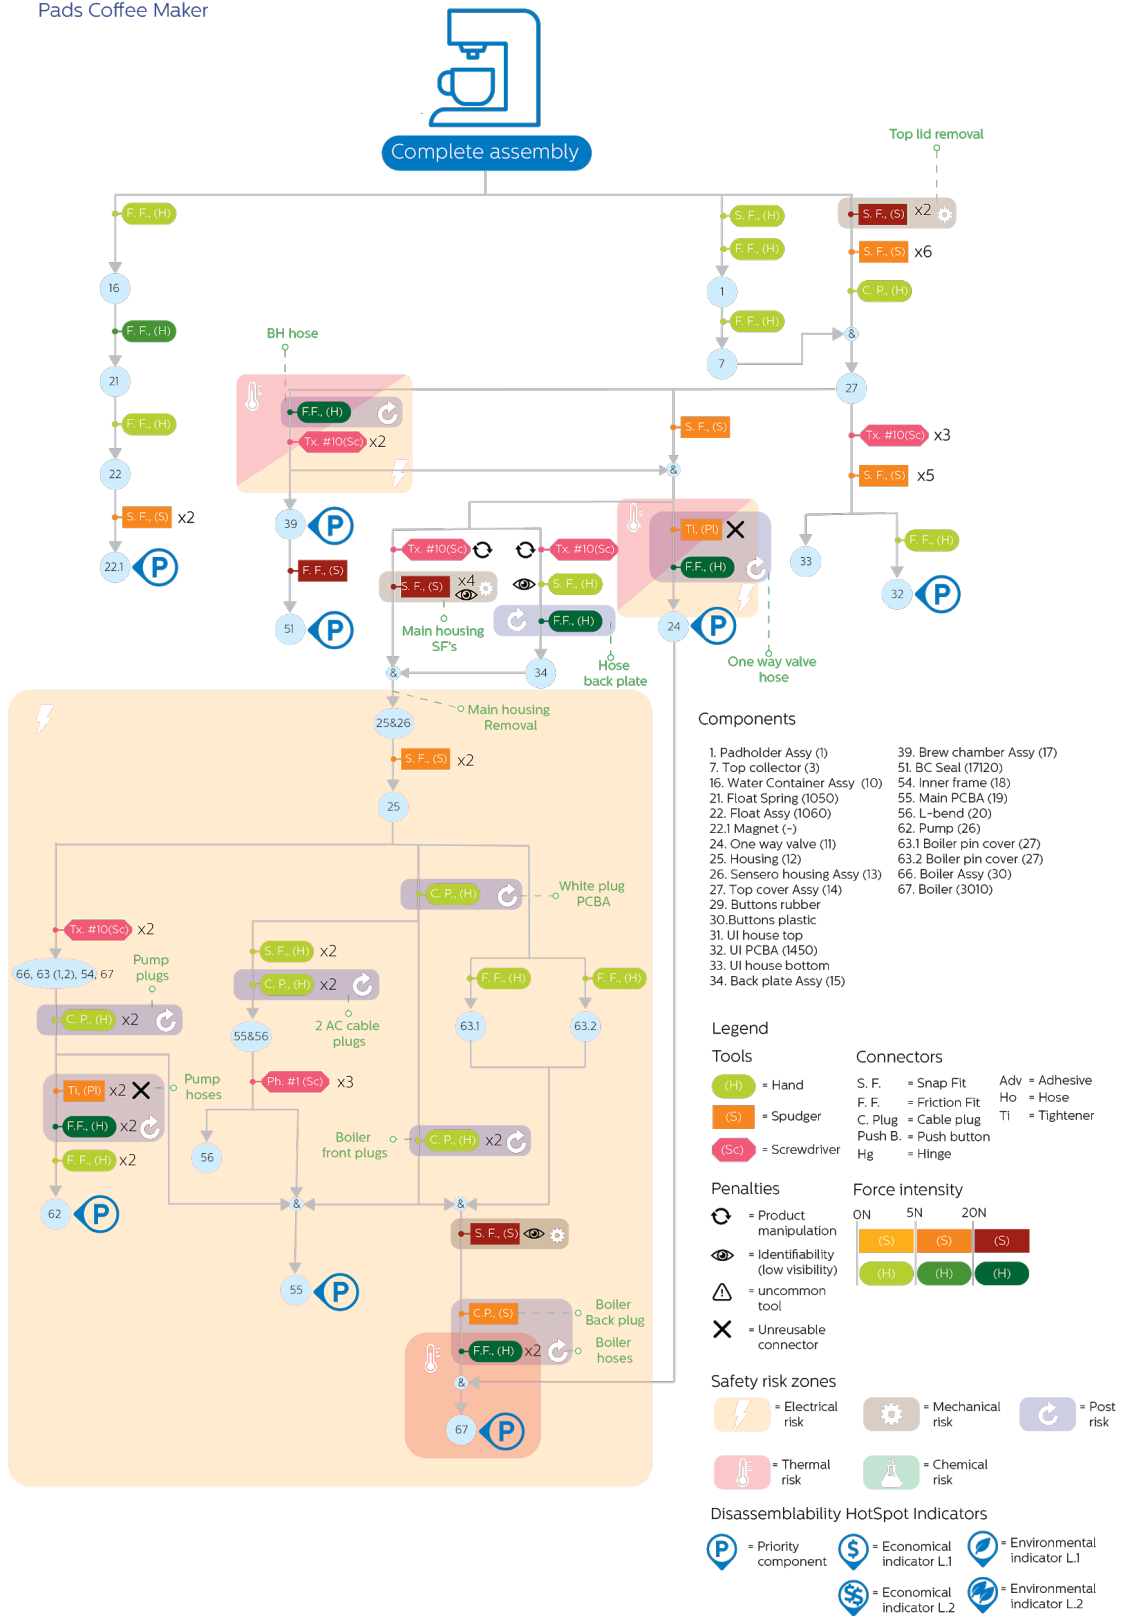 Pads Coffee Maker
Complete assembly
Top lid removal
F. F., (H)
S. F., (H)
S. F., (S) x2
F. F., (H)
S. F., (S) x6
16
1
C. P., (H)
F. F., (H)
BH hose
F. F., (H)
&
21
7
27
F.F., (H)
F. F., (H)
S. F., (S)
Tx. #10(Sc) x2
Tx. #10(Sc) x3
22
&
S. F., (S) x5
S. F., (S) x2
39
Ti, (Pl)
F. F., (H)
Tx. #10(Sc)
Tx. #10(Sc)
22.1 P
P
33
F. F., (S)
S. F., (S) x4
S. F., (H)
F.F., (H)
32 P
51 P
Main housing
SF's
F.F., (H)
24 P
Hose
back plate
One way valve
hose
&
34
Main housing
Removal
25&26
S. F., (S) x2
25
Components
1. Padholder Assy (1)
7. Top collector (3)
16. Water Container Assy (10)
21. Float Spring (1050)
22. Float Assy (1060)
22.1 Magnet (-)
24. One way valve (11)
25. Housing (12)
26. Sensero housing Assy (13)
27. Top cover Assy (14)
29. Buttons rubber
30.Buttons plastic
31. UI house top
32. UI PCBA (1450)
33. UI house bottom
34. Back plate Assy (15)
39. Brew chamber Assy (17)
51. BC Seal (17120)
54. Inner frame (18)
55. Main PCBA (19)
56. L-bend (20)
62. Pump (26)
63.1 Boiler pin cover (27)
63.2 Boiler pin cover (27)
66. Boiler Assy (30)
67. Boiler (3010)
C. P., (H)
White plug
PCBA
Tx. #10(Sc) x2
S. F., (H) x2
66, 63 (1,2), 54, 67
Pump
plugs
C. P., (H) x2
F. F., (H)
F. F., (H)
C. P., (H) x2
2 AC cable
plugs
55&56
63.1
63.2
Ti, (Pl) x2
Pump
hoses
Ph. #1 (Sc) x3
F.F., (H) x2
F. F., (H) x2
56
Boiler
front plugs
C. P., (H) x2
62 P
&
&
S. F., (S)
55 P
C.P., (S)
Boiler
Back plug
F.F., (H) x2
Boiler
hoses
&
67 P
Legend
Tools
(H) = Hand
(S) = Spudger
(Sc) = Screwdriver
Connectors
S. F. = Snap Fit
F. F. = Friction Fit
C. Plug = Cable plug
Push B. = Push button
Hg = Hinge
Adv = Adhesive
Ho = Hose
Ti = Tightener
Penalties
= Product
manipulation
= Identifiability
(low visibility)
= uncommon
tool
= Unreusable
connector
Force intensity
0N 5N 20N
(S) (S) (S)
(H) (H) (H)
Safety risk zones
= Electrical
risk
= Mechanical
risk
= Post
risk
= Thermal
risk
= Chemical
risk
Disassemblability HotSpot Indicators
P = Priority
component
$ = Economical
indicator L.1
= Environmental
indicator L.1
$$ = Economical
indicator L.2
= Environmental
indicator L.2